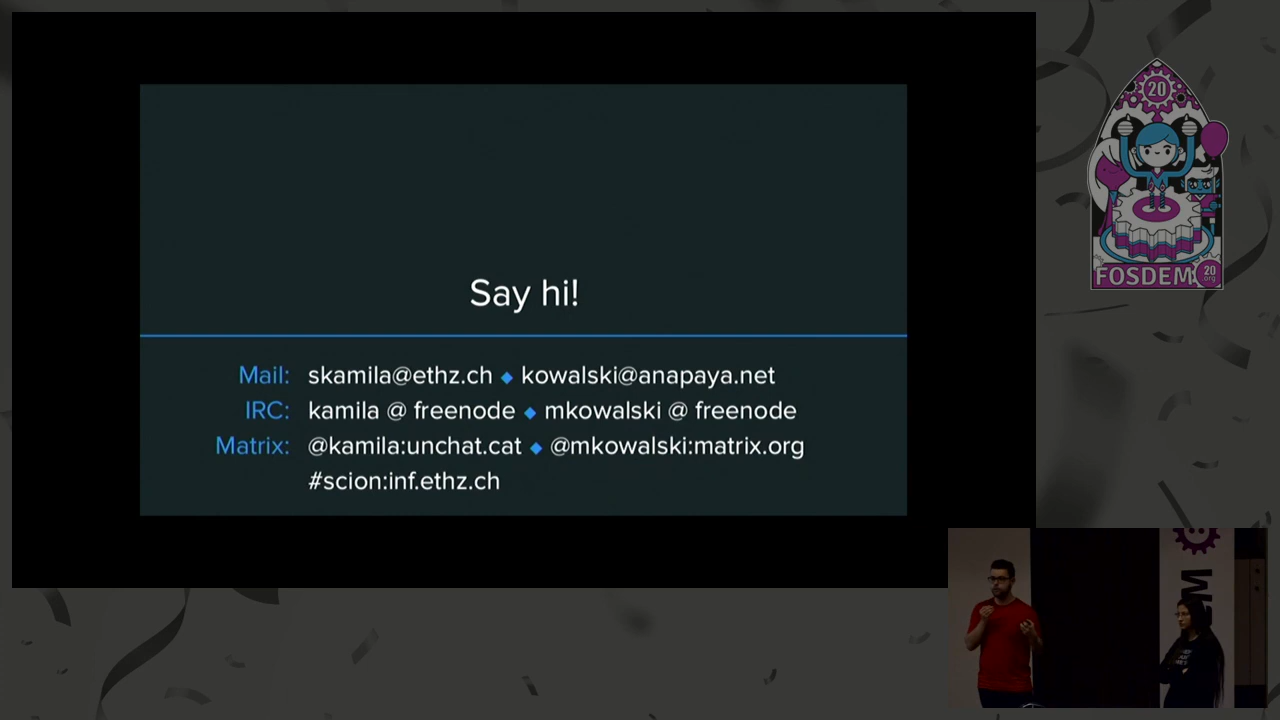 Say hi!
Mail: skamila@ethz.ch ◆ kowalski@anapaya.net
IRC: kamila @ freenode ◆ mkowalski @ freenode
Matrix: @kamila:unchat.cat ◆ @mkowalski:matrix.org
#scion:inf.ethz.ch
20
FOSDEM
20
org